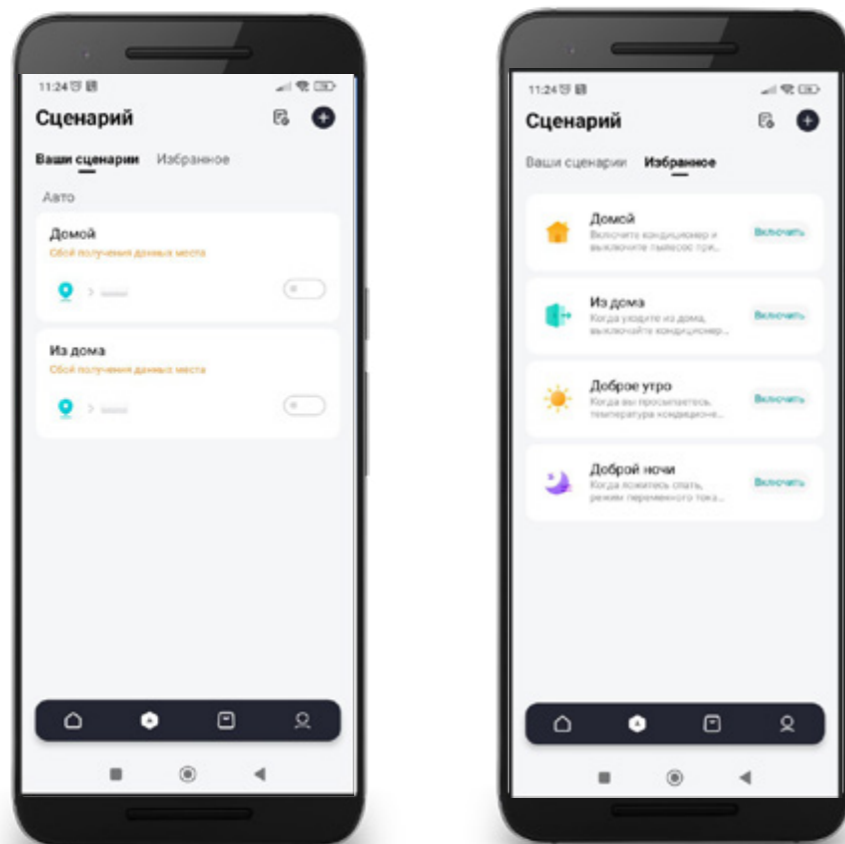 11:24
Сценарий
Ваши сценарии Избранное
Авто
Домой
Сбой получения данных места
Из дома
Сбой получения данных места
11:24
Сценарий
Ваши сценарии Избранное
Домой
Включите кондиционер и
выключите пылесос при...
Включить
Из дома
Когда уходите из дома,
выключайте кондиционер...
Включить
Доброе утро
Когда вы просыпаетесь,
температура кондиционе...
Включить
Доброй ночи
Когда ложитесь спать,
режим переменного тока...
Включить